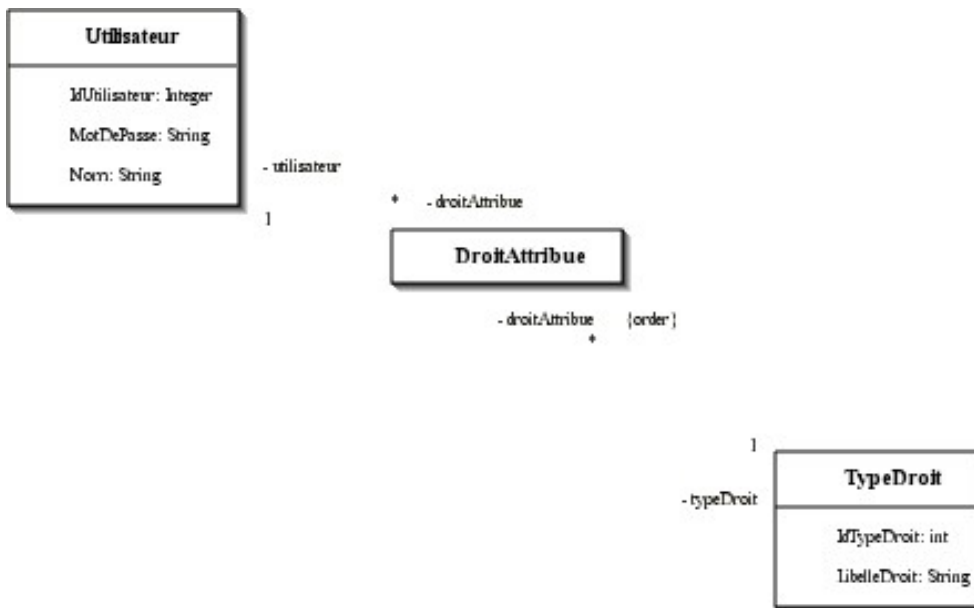 Utilisateur
IdUtilisateur: Integer
MotDePasse: String
Nom: String
- utilisateur
1
* - droitAttribue
DroitAttribue
- droitAttribue {order}
*
1
- typeDroit
TypeDroit
IdTypeDroit: int
LibelleDroit: String